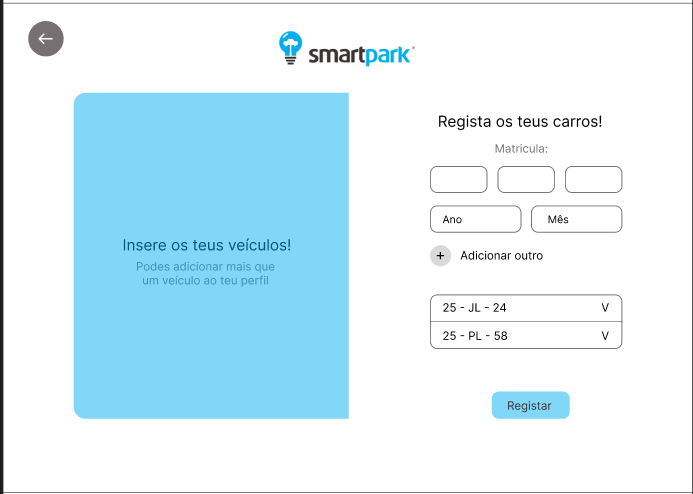 smartpark
Insere os teus veículos!
Podes adicionar mais que
um veículo ao teu perfil
Regista os teus carros!
Matricula:
Ano
Mês
+ Adicionar outro
25 - JL - 24 V
25 - PL - 58 V
Registar